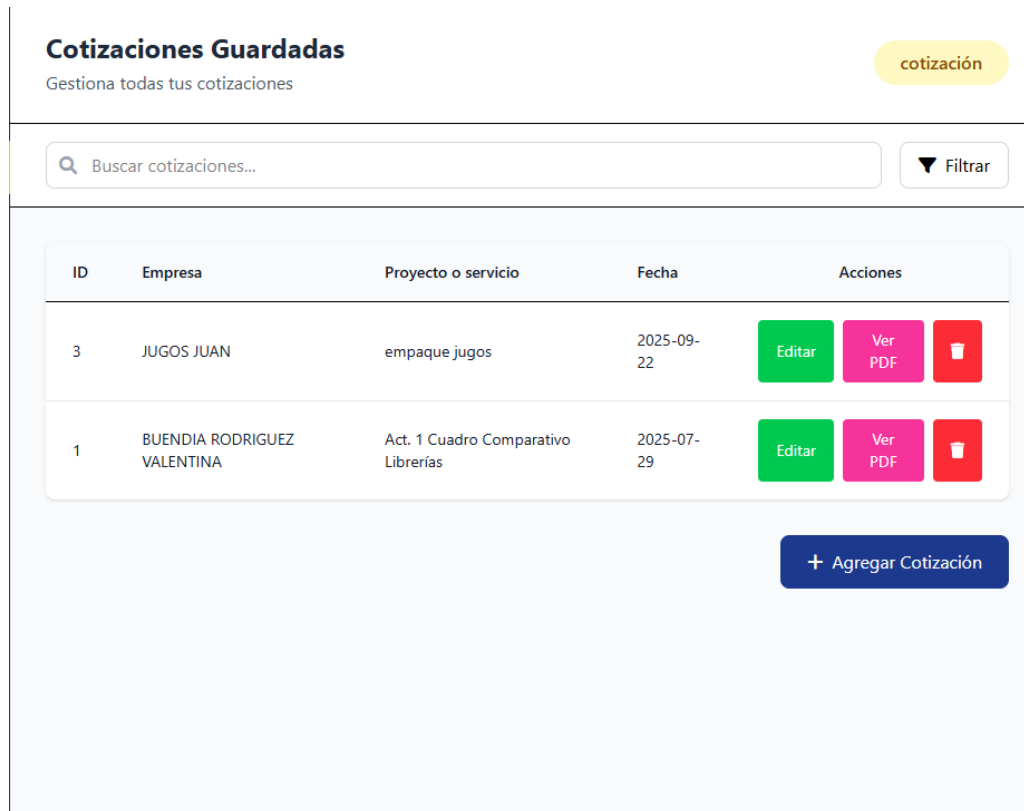 Cotizaciones Guardadas
Gestiona todas tus cotizaciones
cotización
Buscar cotizaciones...
Filtrar
ID Empresa Proyecto o servicio Fecha Acciones
3 JUGOS JUAN empaque jugos 2025-09-
22
Editar
Ver
PDF
1
BUENDIA RODRIGUEZ
VALENTINA
Act. 1 Cuadro Comparativo
Librerías
2025-07-
29
Editar
Ver
PDF
+ Agregar Cotización